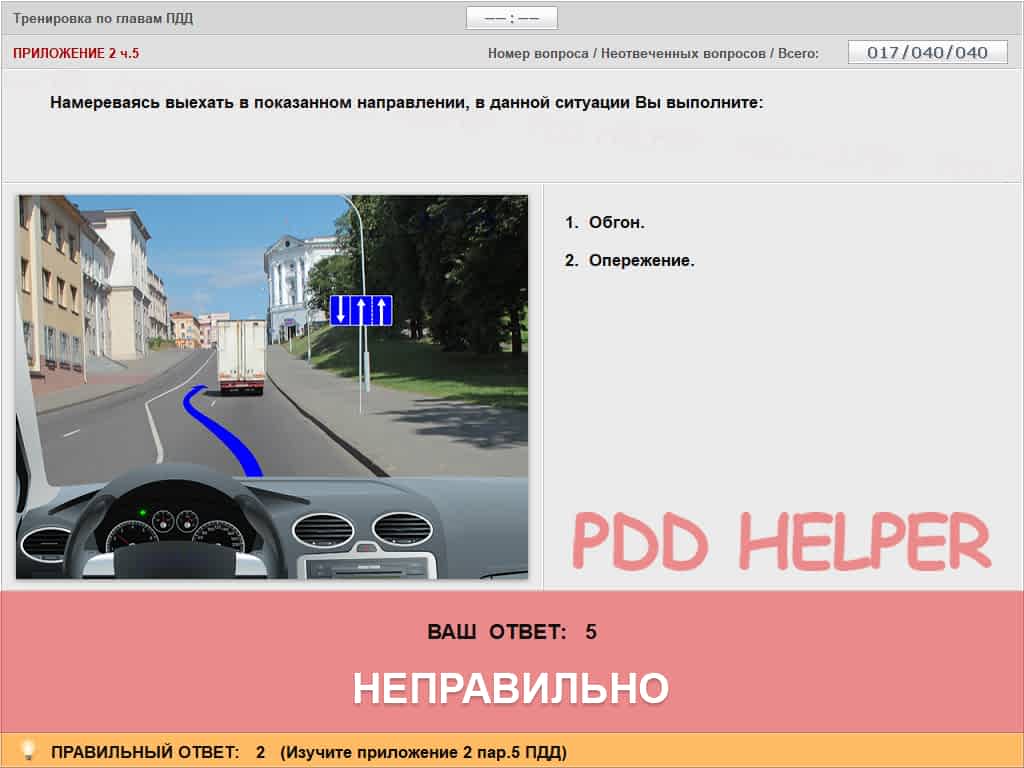 Тренировка по главам ПДД
—— : ——
ПРИЛОЖЕНИЕ 2 ч.5
Номер вопроса / Неотвеченных вопросов / Всего:
017/040/040
Намереваясь выехать в показанном направлении, в данной ситуации Вы выполните:
1. Обгон.
2. Опережение.
PDD HELPER
ВАШ ОТВЕТ: 5
НЕПРАВИЛЬНО
ПРАВИЛЬНЫЙ ОТВЕТ: 2 (Изучите приложение 2 пар.5 ПДД)